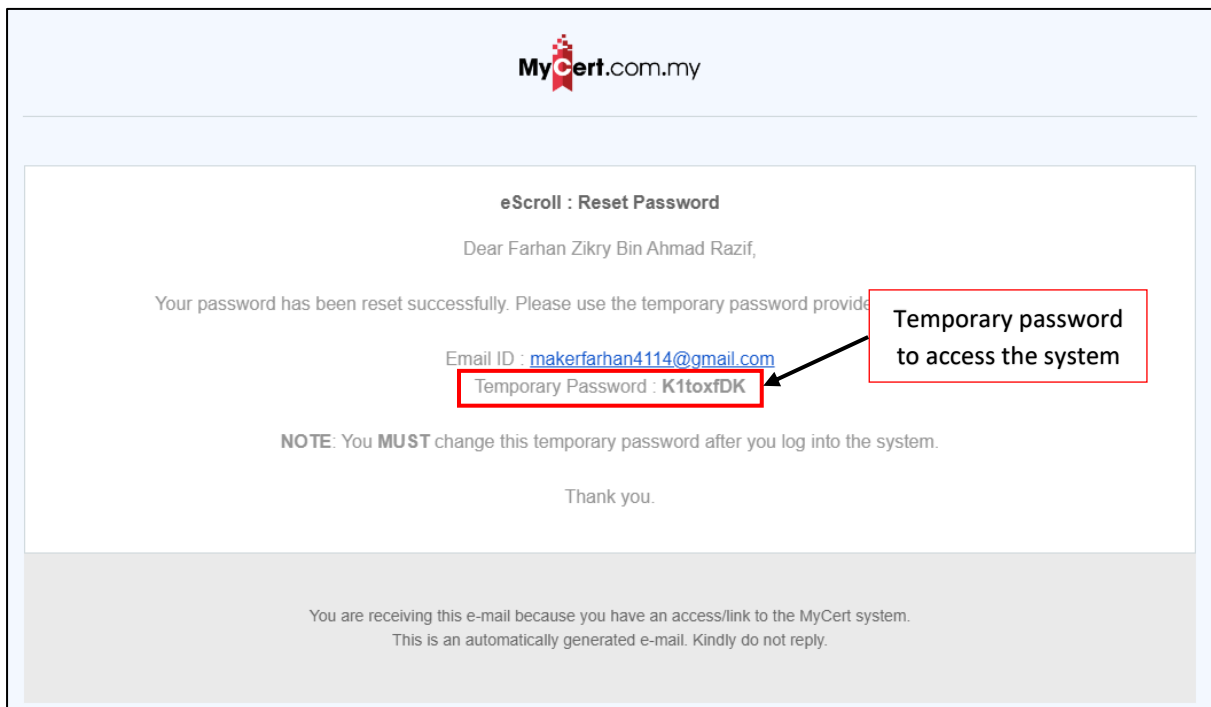 MyCert.com.my
eScroll : Reset Password
Dear Farhan Zikry Bin Ahmad Razif,
Your password has been reset successfully. Please use the temporary password provide
Temporary password
to access the system
Email ID : makerfarhan4114@gmail.com
Temporary Password : K1toxfDK
NOTE: You MUST change this temporary password after you log into the system.
Thank you.
You are receiving this e-mail because you have an access/link to the MyCert system.
This is an automatically generated e-mail. Kindly do not reply.